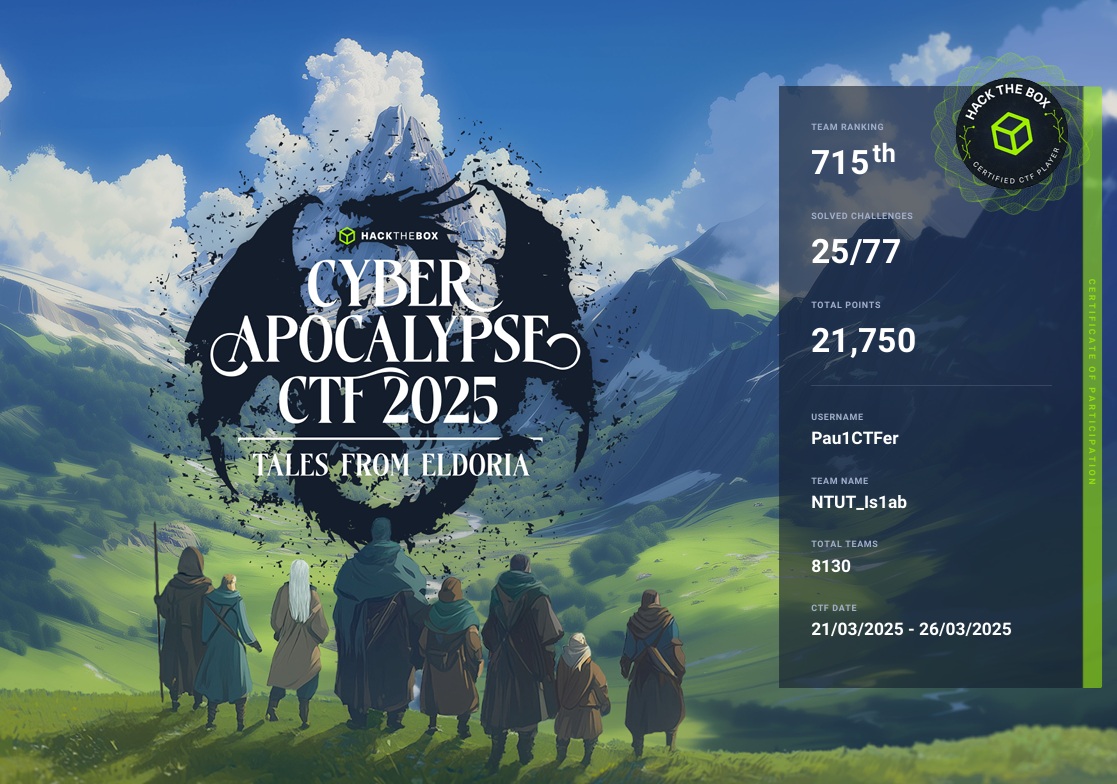 HACKTHEBOX
CYBER
APOCALYPSE
CTF 2025
TALES FROM ELDORIA
HACK THE BOX
CERTIFIED CTF PLAYER
TEAM RANKING
715th
SOLVED CHALLENGES
25/77
TOTAL POINTS
21,750
USERNAME
Pau1CTFer
TEAM NAME
NTUT_Is1ab
TOTAL TEAMS
8130
CTF DATE
21/03/2025 - 26/03/2025
CERTIFICATE OF PARTICIPATION